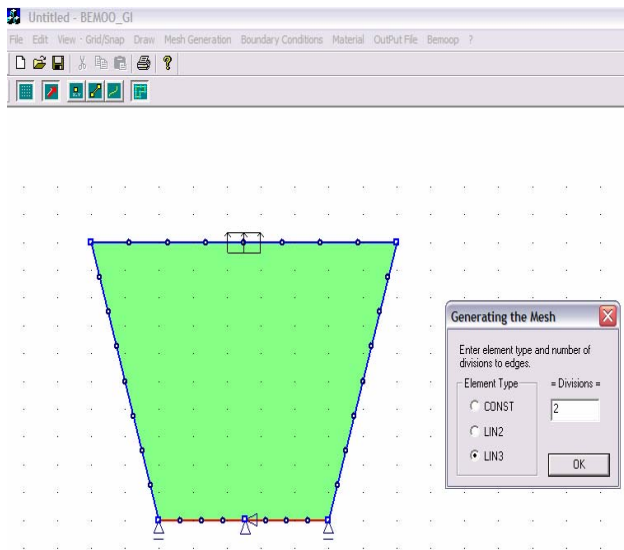 Untitled - BEMOO_GI
File Edit View - Grid/Snap Draw Mesh Generation Boundary Conditions Material OutPut File Bemoop ?
Generating the Mesh
Enter element type and number of
divisions to edges.
Element Type
= Divisions =
CONST
2
LIN2
LIN3
OK